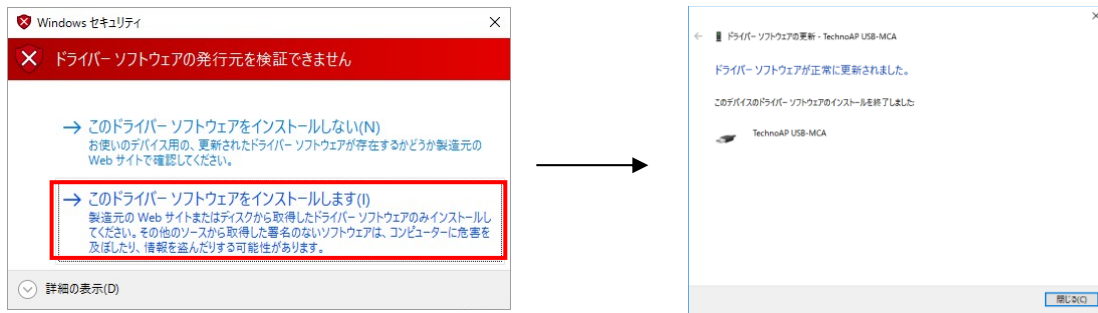 Windows セキュリティ
ドライバー ソフトウェアの発行元を検証できません
→ このドライバー ソフトウェアをインストールしない(N)
お使いのデバイス用の、更新されたドライバー ソフトウェアが存在するかどうか製造元の
Web サイトで確認してください。
→ このドライバー ソフトウェアをインストールします(I)
製造元の Web サイトまたはディスクから取得したドライバー ソフトウェアのみインストールし
てください。その他のソースから取得した署名のないソフトウェアは、コンピューターに危害を
及ぼしたり、情報を盗んだりする可能性があります。
詳細の表示(D)
ドライバー ソフトウェアの更新 - TechnoAP USB-MCA
ドライバー ソフトウェアが正常に更新されました。
このデバイスのドライバー ソフトウェアのインストールを終了しました:
TechnoAP USB-MCA
閉じる(C)